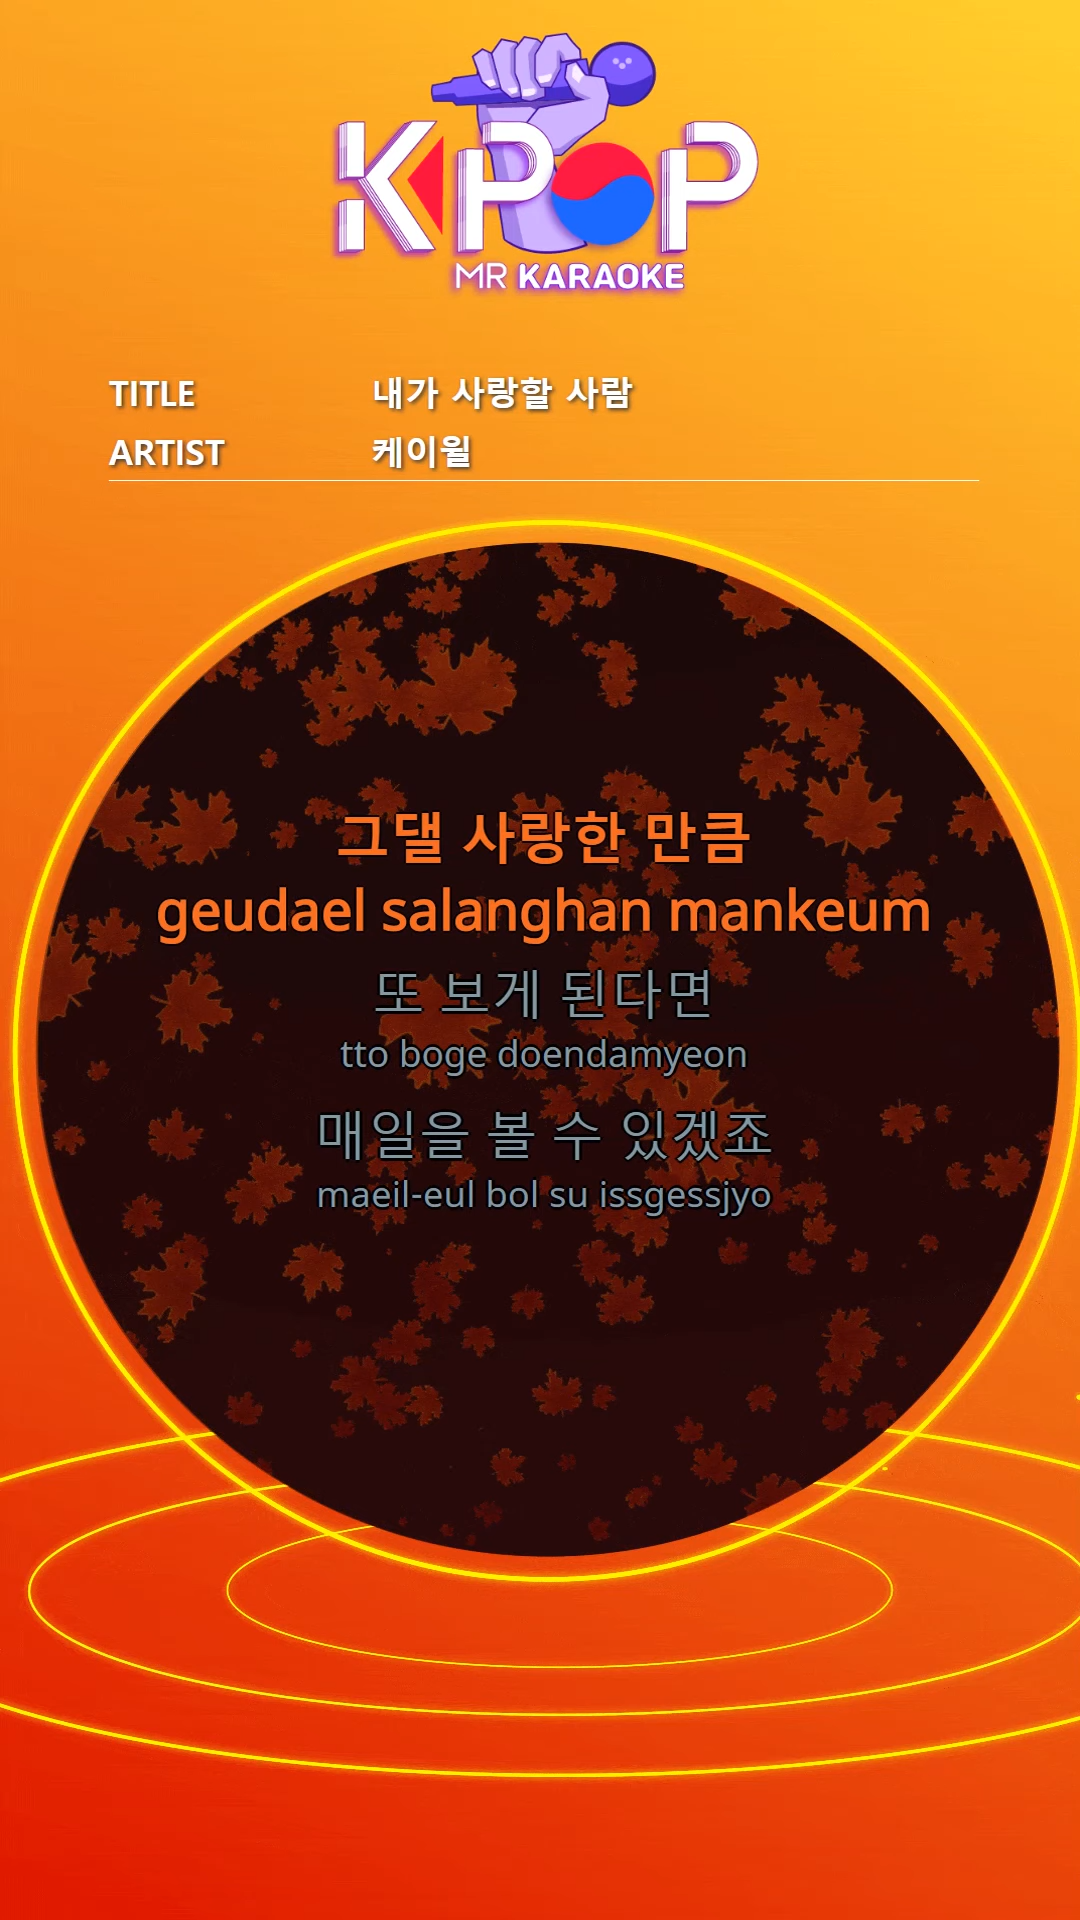 KPOP
MR KARAOKE
TITLE 내가 사랑할 사람
ARTIST 케이윌
그댈 사랑한 만큼
geudael salanghan mankeum
또 보게 된다면
tto boge doendamyeon
매일을 볼 수 있겠죠
maeil-eul bol su issgessjyo